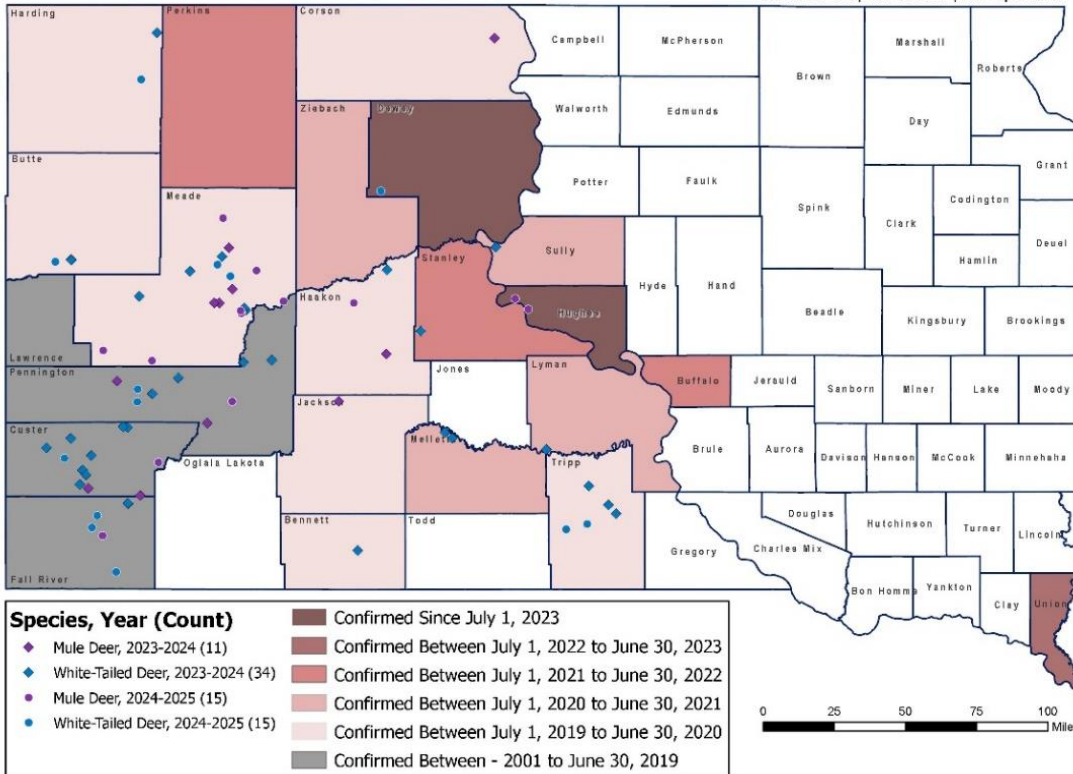 Harding
Perkins
Corson
Campbell
McPherson
Brown
Marshall
Roberts
Ziebach
Dewey
Walworth
Edmunds
Day
Butte
Meade
Potter
Faulk
Spink
Clark
Codington
Grant
Hamlin
Deuel
Stanley
Sully
Hyde
Hand
Beadle
Kingsbury
Brookings
Haakon
Hughes
Lawrence
Pennington
Jones
Lyman
Buffalo
Jerauld
Sanborn
Miner
Lake
Moody
Jackson
Custer
Oglala Lakota
Mellett
Tripp
Brule
Aurora
Davison
Hanson
McCook
Minnehaha
Fall River
Bennett
Todd
Gregory
Charles Mix
Douglas
Hutchinson
Turner
Lincoln
Bon Homme
Yankton
Clay
Union
Species, Year (Count)
Mule Deer, 2023-2024 (11)
White-Tailed Deer, 2023-2024 (34)
Mule Deer, 2024-2025 (15)
White-Tailed Deer, 2024-2025 (15)
Confirmed Since July 1, 2023
Confirmed Between July 1, 2022 to June 30, 2023
Confirmed Between July 1, 2021 to June 30, 2022
Confirmed Between July 1, 2020 to June 30, 2021
Confirmed Between July 1, 2019 to June 30, 2020
Confirmed Between - 2001 to June 30, 2019
0 25 50 75 100
Mile